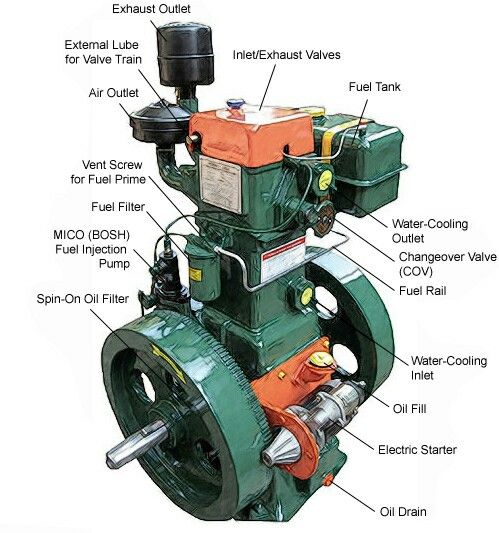 Exhaust Outlet
External Lube
for Valve Train
Inlet/Exhaust Valves
Air Outlet
Fuel Tank
Vent Screw
for Fuel Prime
Fuel Filter
MICO (BOSH)
Fuel Injection
Pump
Spin-On Oil Filter
Water-Cooling
Outlet
Changeover Valve
(COV)
Fuel Rail
Water-Cooling
Inlet
Oil Fill
Electric Starter
Oil Drain